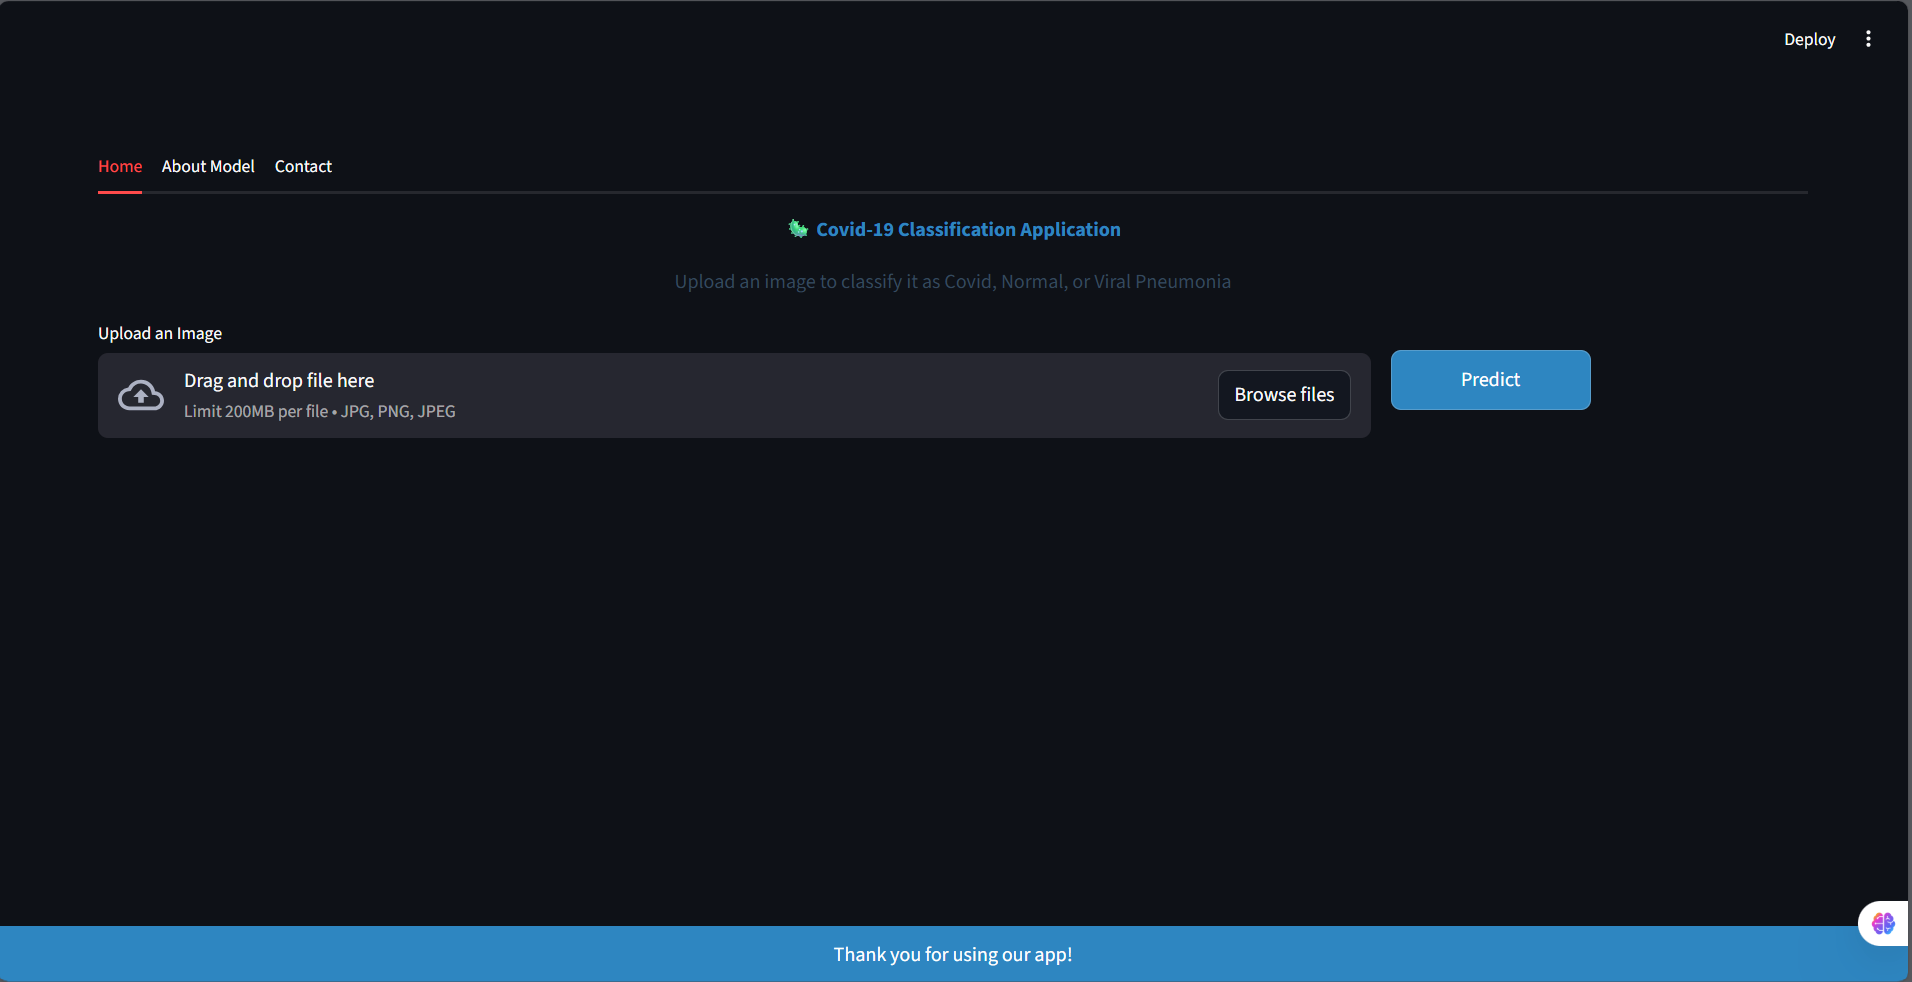 Deploy
Home About Model Contact
Covid-19 Classification Application
Upload an image to classify it as Covid, Normal, or Viral Pneumonia
Upload an Image
Drag and drop file here
Limit 200MB per file • JPG, PNG, JPEG
Browse files
Predict
Thank you for using our app!